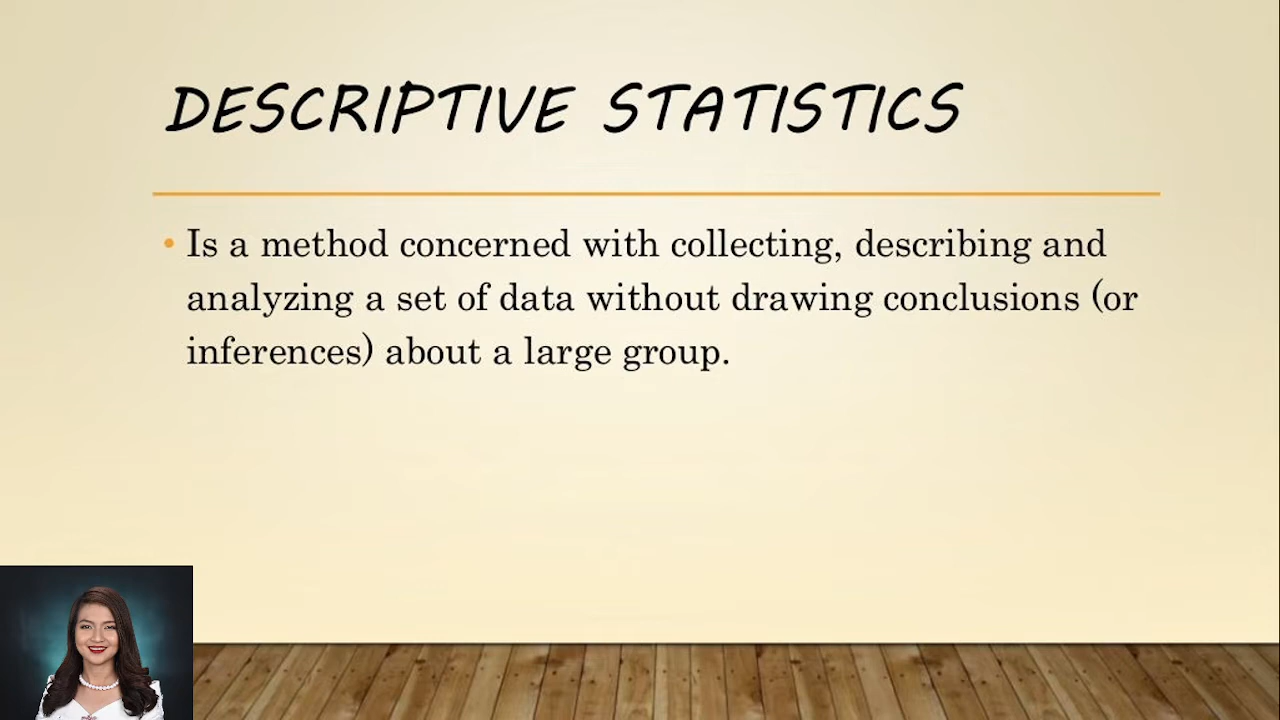 DESCRIPTIVE STATISTICS
• Is a method concerned with collecting, describing and
analyzing a set of data without drawing conclusions (or
inferences) about a large group.